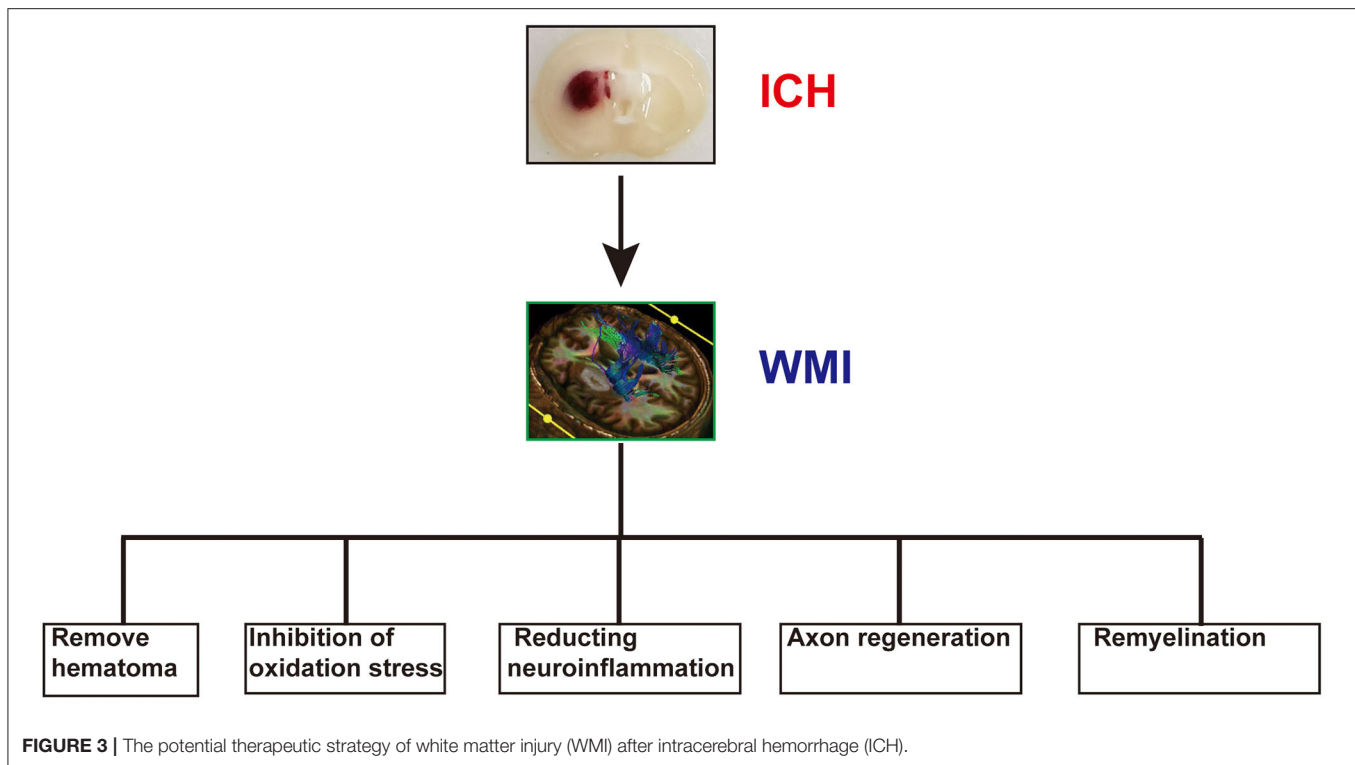 ICH
WMI
Remove
hematoma
Inhibition of
oxidation stress
Reducting
neuroinflammation
Axon regeneration
Remyelination
FIGURE 3 | The potential therapeutic strategy of white matter injury (WMI) after intracerebral hemorrhage (ICH).